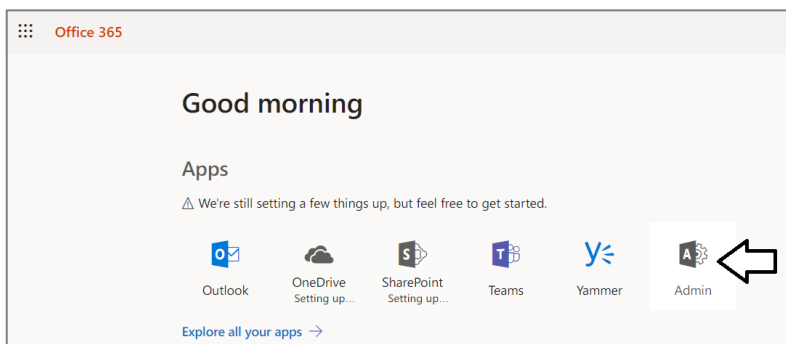 Office 365
Good morning
Apps
We're still setting a few things up, but feel free to get started.
Outlook
OneDrive
Setting up...
SharePoint
Setting up...
Teams
Yammer
Admin
Explore all your apps →